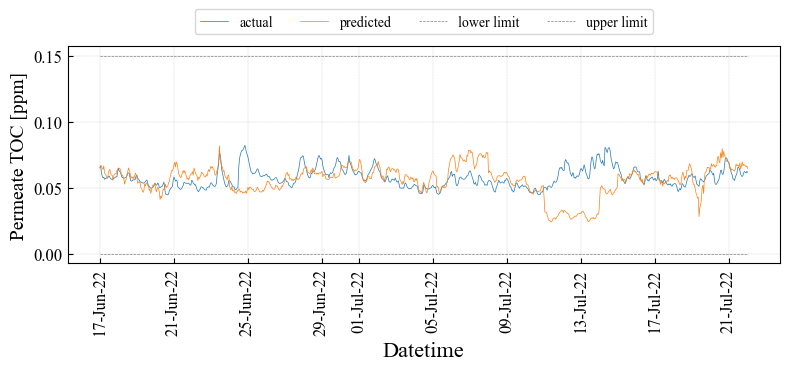 actual predicted lower limit upper limit
Permeate TOC [ppm]
0.15
0.10
0.05
0.00
17-Jun-22 21-Jun-22 25-Jun-22 29-Jun-22 01-Jul-22 05-Jul-22 09-Jul-22 13-Jul-22 17-Jul-22 21-Jul-22
Datetime